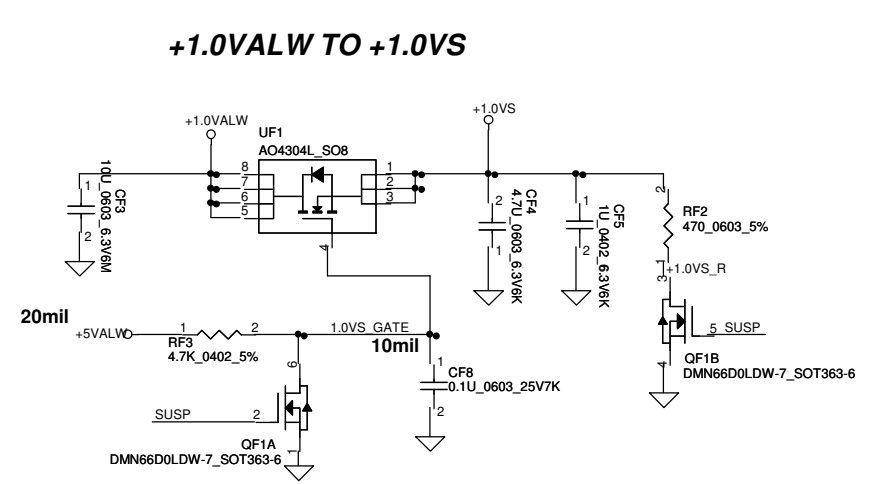 +1.0VALW TO +1.0VS
+1.0VALW
+1.0VS
UF1
AO4304L_SO8
8
7
6
5
1
2
3
4
1
2
CF3
10U_0603_6.3V6M
2
1
CF4
4.7U_0603_6.3V6K
1
2
CF5
1U_0402_6.3V6K
2
1
RF2
470_0603_5%
+1.0VS_R
3
5
SUSP
4
QF1B
DMN66D0LDW-7_SOT363-6
20mil
+5VALW
1
2
RF3
4.7K_0402_5%
1.0VS_GATE
10mil
1
2
CF8
0.1U_0603_25V7K
6
SUSP
2
1
QF1A
DMN66D0LDW-7_SOT363-6